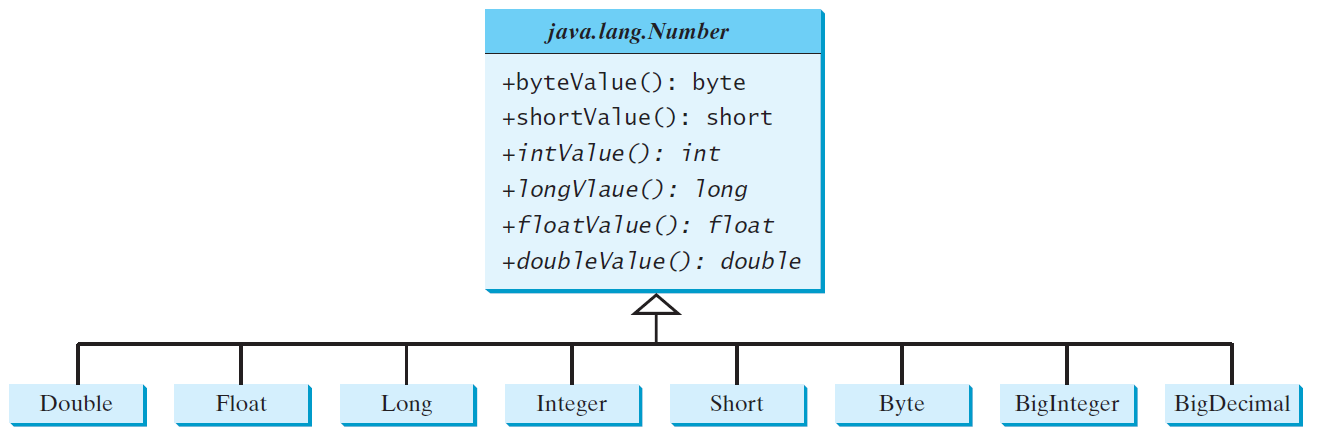 java.lang.Number
+byteValue(): byte
+shortValue(): short
+intValue(): int
+longVlaue(): long
+floatValue(): float
+doubleValue(): double
Double Float Long Integer Short Byte BigInteger BigDecimal